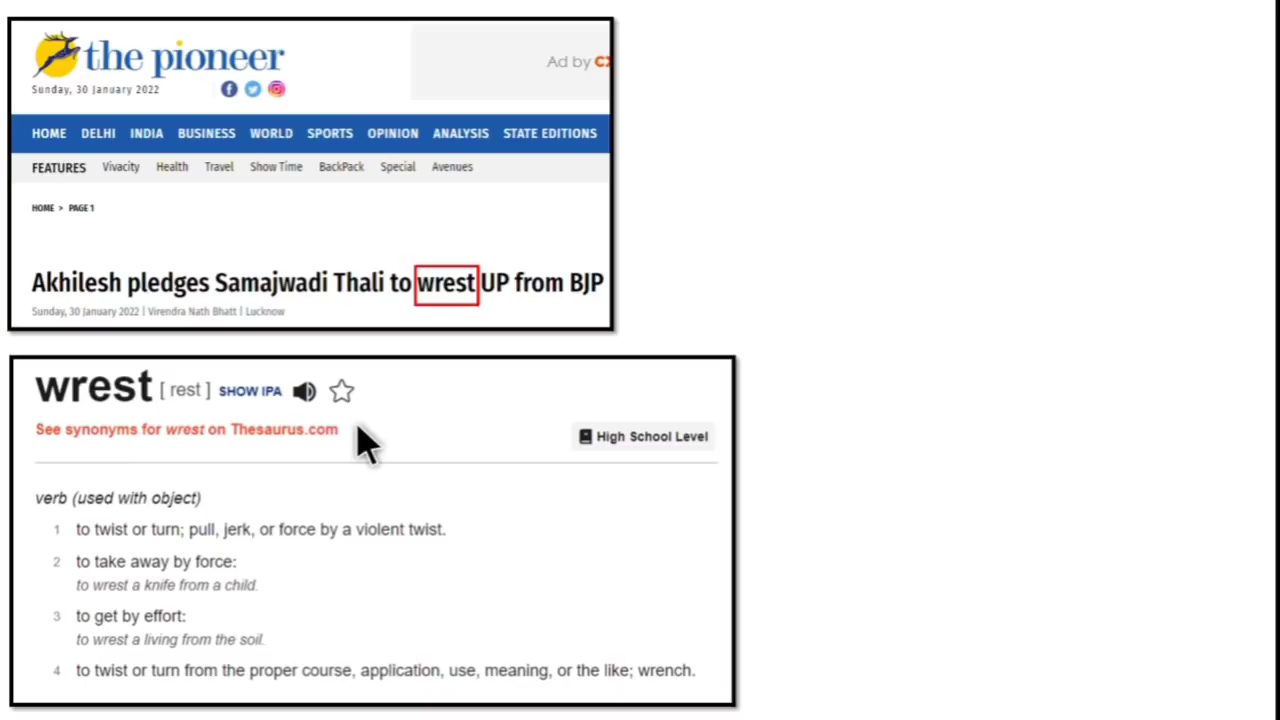 the pioneer
Sunday, 30 January 2022
Ad by
HOME DELHI INDIA BUSINESS WORLD SPORTS OPINION ANALYSIS STATE EDITIONS
FEATURES Vivacity Health Travel Show Time BackPack Special Avenues
HOME > PAGE 1
Akhilesh pledges Samajwadi Thali to wrest UP from BJP
Sunday, 30 January 2022 | Virendra Nath Bhatt | Lucknow
wrest [ rest ] SHOW IPA
See synonyms for wrest on Thesaurus.com
High School Level
verb (used with object)
1 to twist or turn; pull, jerk, or force by a violent twist.
2 to take away by force:
to wrest a knife from a child.
3 to get by effort:
to wrest a living from the soil.
4 to twist or turn from the proper course, application, use, meaning, or the like; wrench.